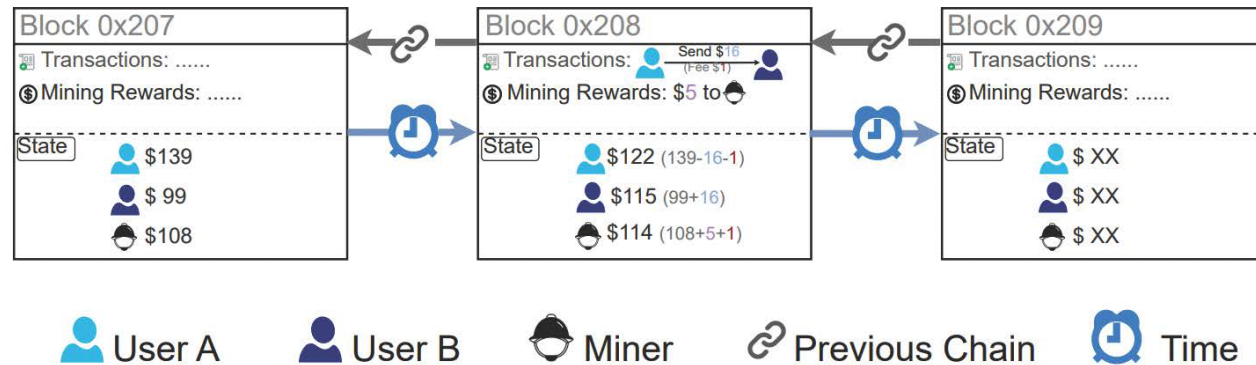 Block 0x207
Transactions: ......
Mining Rewards: ......
State
$139
$ 99
$108
Block 0x208
Transactions:
Send $16
(Fee $1)
Mining Rewards: $5 to
State
$122 (139-16-1)
$115 (99+16)
$114 (108+5+1)
Block 0x209
Transactions: ......
Mining Rewards: ......
State
$ XX
$ XX
$ XX
User A
User B
Miner
Previous Chain
Time